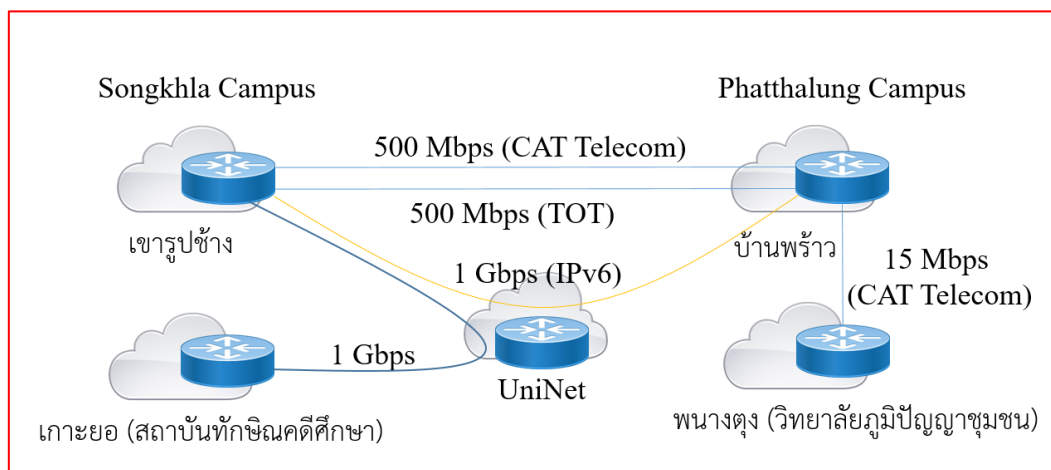 Songkhla Campus
Phatthalung Campus
500 Mbps (CAT Telecom)
500 Mbps (TOT)
เขารูปช้าง
บ้านพร้าว
1 Gbps (IPv6)
15 Mbps
(CAT Telecom)
1 Gbps
UniNet
เกาะยอ (สถาบันทักษิณคดีศึกษา)
พนางตุง (วิทยาลัยภูมิปัญญาชุมชน)